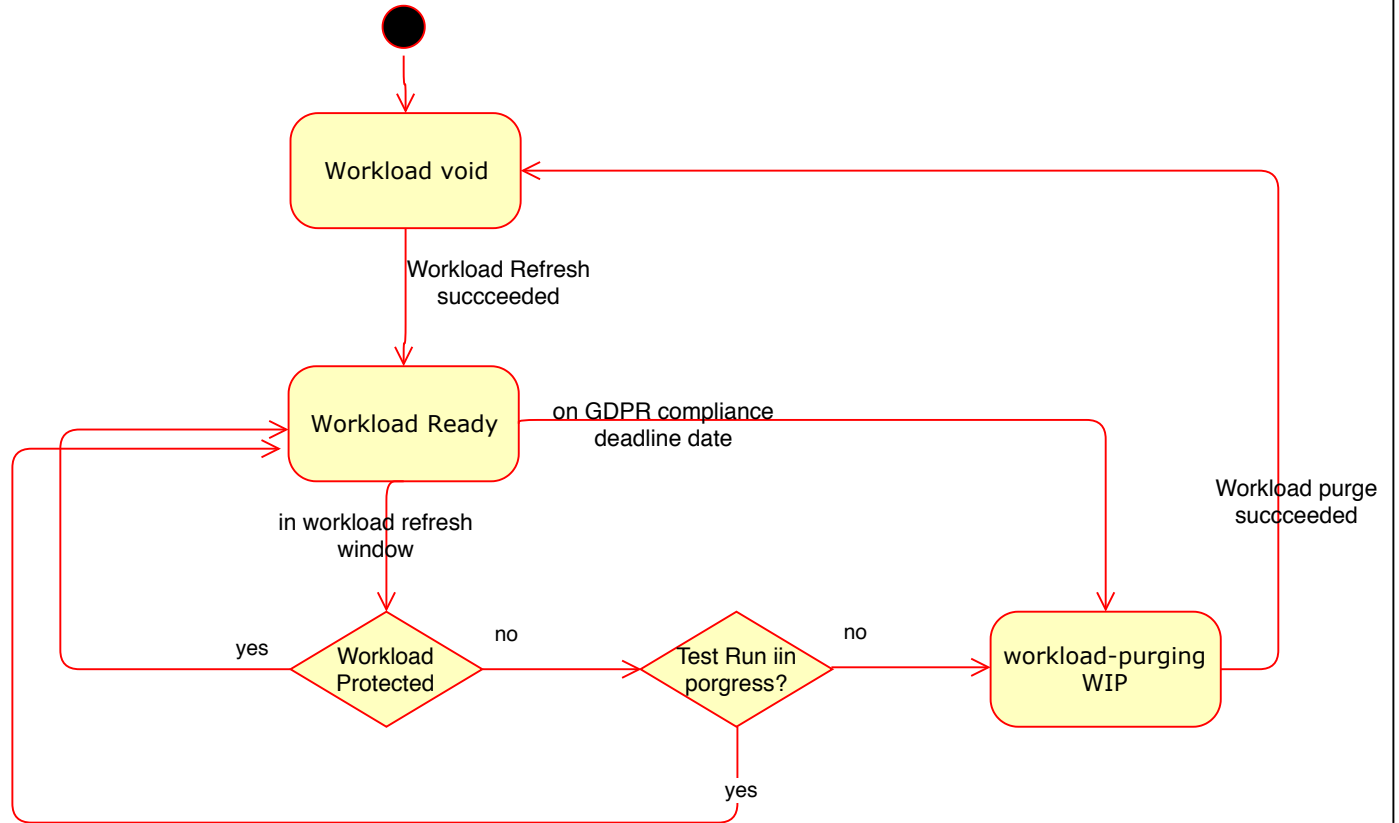 Workload void
Workload Refresh
succceeded
Workload Ready
on GDPR compliance
deadline date
Workload purge
succceeded
in workload refresh
window
yes
Workload
Protected
no
Test Run iin
porgress?
no
workload-purging
WIP
yes